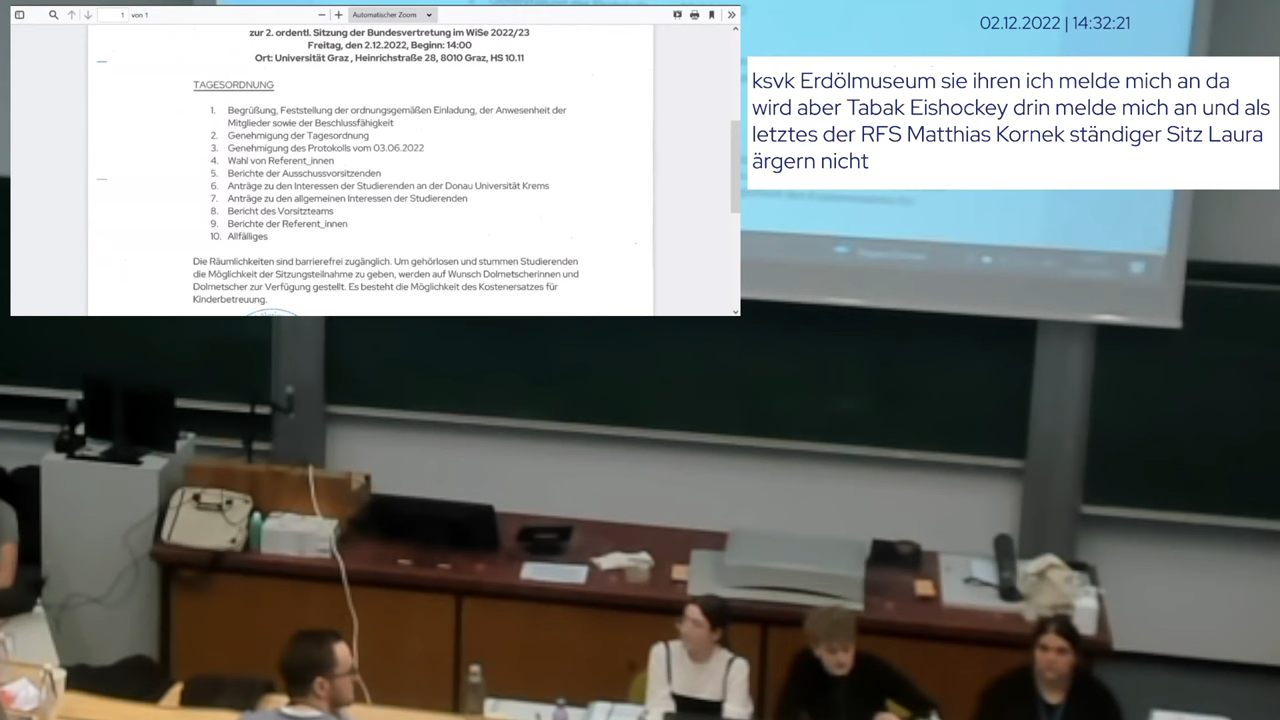 1 von 1
Automatischer Zoom
zur 2. ordentl. Sitzung der Bundesvertretung im WiSe 2022/23
Freitag, den 2.12.2022, Beginn: 14:00
Ort: Universität Graz , Heinrichstraße 28, 8010 Graz, HS 10.11
TAGESORDNUNG
1. Begrüßung, Feststellung der ordnungsgemäßen Einladung, der Anwesenheit der
Mitglieder sowie der Beschlussfähigkeit
2. Genehmigung der Tagesordnung
3. Genehmigung des Protokolls vom 03.06.2022
4. Wahl von Referent_innen
5. Berichte der Ausschussvorsitzenden
6. Anträge zu den Interessen der Studierenden an der Donau Universität Krems
7. Anträge zu den allgemeinen Interessen der Studierenden
8. Bericht des Vorsitzteams
9. Berichte der Referent_innen
10. Allfälliges
Die Räumlichkeiten sind barrierefrei zugänglich. Um gehörlosen und stummen Studierenden
die Möglichkeit der Sitzungsteilnahme zu geben, werden auf Wunsch Dolmetscherinnen und
Dolmetscher zur Verfügung gestellt. Es besteht die Möglichkeit des Kostenersatzes für
Kinderbetreuung.
02.12.2022 | 14:32:21
ksvk Erdölmuseum sie ihren ich melde mich an da
wird aber Tabak Eishockey drin melde mich an und als
letztes der RFS Matthias Kornek ständiger Sitz Laura
ärgern nicht